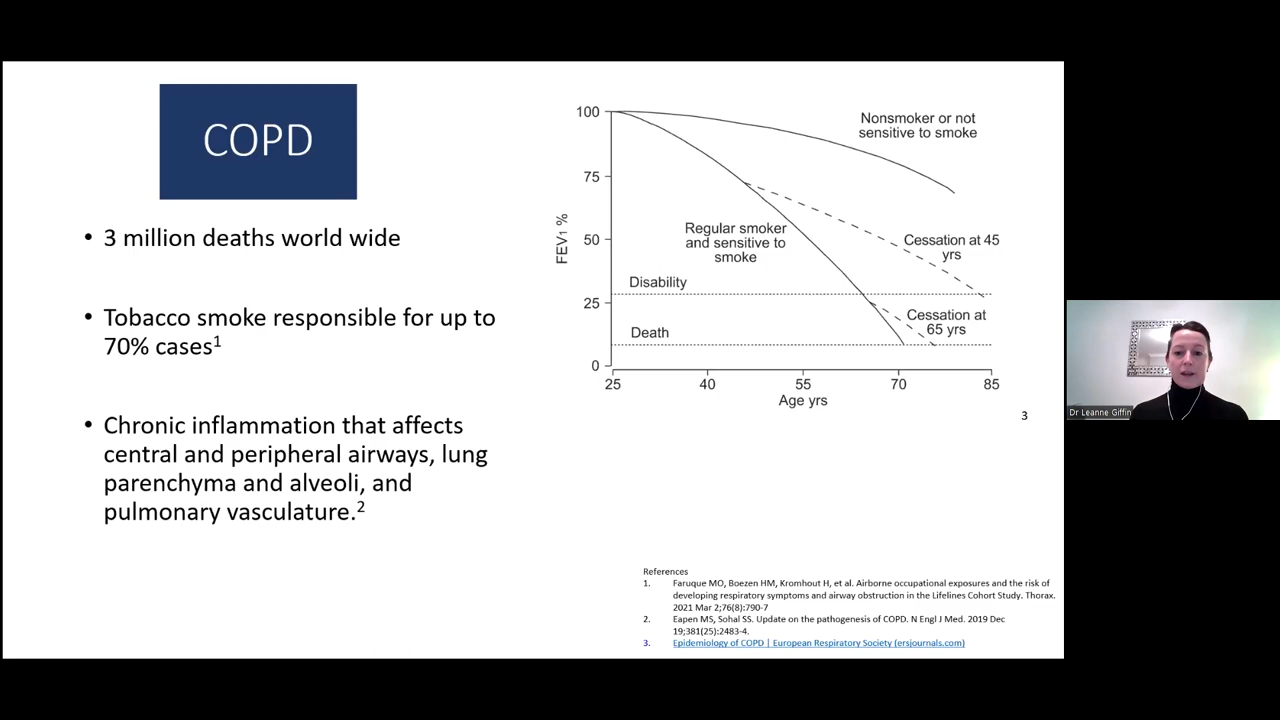 COPD
• 3 million deaths world wide
• Tobacco smoke responsible for up to
70% cases1
• Chronic inflammation that affects
central and peripheral airways, lung
parenchyma and alveoli, and
pulmonary vasculature.2
100
75
50
25
0
FEV1 %
Nonsmoker or not
sensitive to smoke
Regular smoker
and sensitive to
smoke
Cessation at 45
yrs
Disability
Cessation at
65 yrs
Death
25 40 55 70 85
Age yrs
3
Dr Leanne Giffin
References
1. Faruque MO, Boezen HM, Kromhout H, et al. Airborne occupational exposures and the risk of
developing respiratory symptoms and airway obstruction in the Lifelines Cohort Study. Thorax.
2021 Mar 2;76(8):790-7
2. Eapen MS, Sohal SS. Update on the pathogenesis of COPD. N Engl J Med. 2019 Dec
19;381(25):2483-4.
3. Epidemiology of COPD | European Respiratory Society (ersjournals.com)